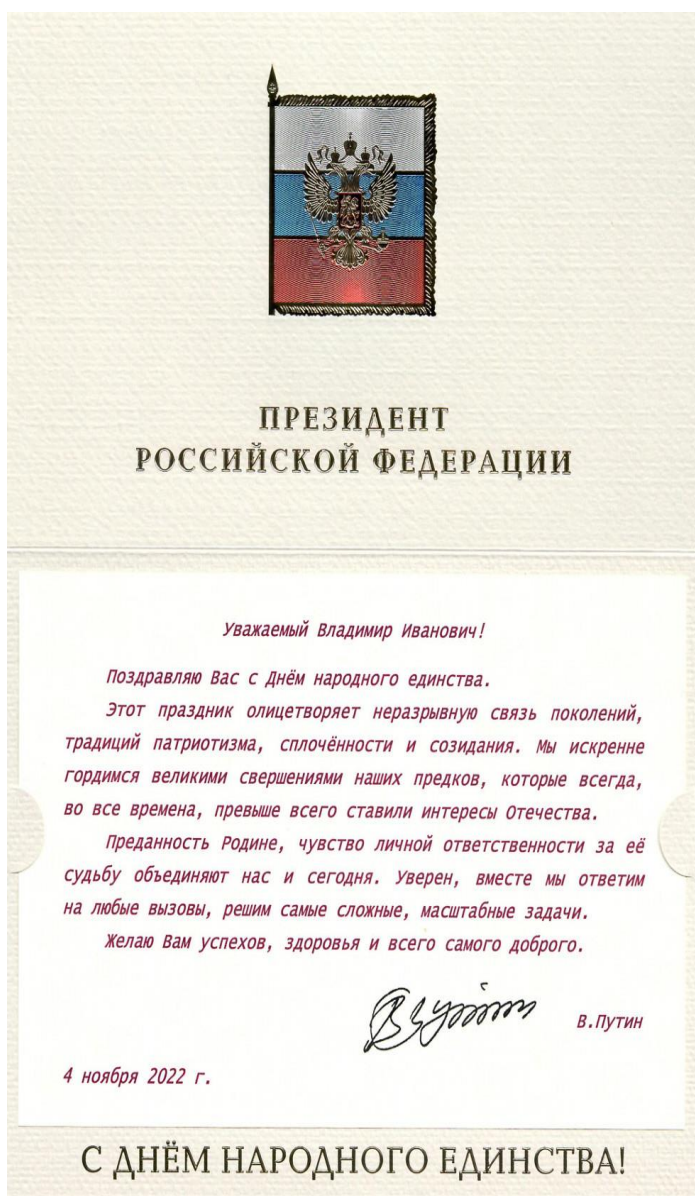 ПРЕЗИДЕНТ
РОССИЙСКОЙ ФЕДЕРАЦИИ
Уважаемый Владимир Иванович!
Поздравляю Вас с Днём народного единства.
Этот праздник олицетворяет неразрывную связь поколений,
традиций патриотизма, сплочённости и созидания. Мы искренне
гордимся великими свершениями наших предков, которые всегда,
во все времена, превыше всего ставили интересы Отечества.
Преданность Родине, чувство личной ответственности за её
судьбу объединяют нас и сегодня. Уверен, вместе мы ответим
на любые вызовы, решим самые сложные, масштабные задачи.
Желаю Вам успехов, здоровья и всего самого доброго.
В.Путин
4 ноября 2022 г.
С ДНЁМ НАРОДНОГО ЕДИНСТВА!